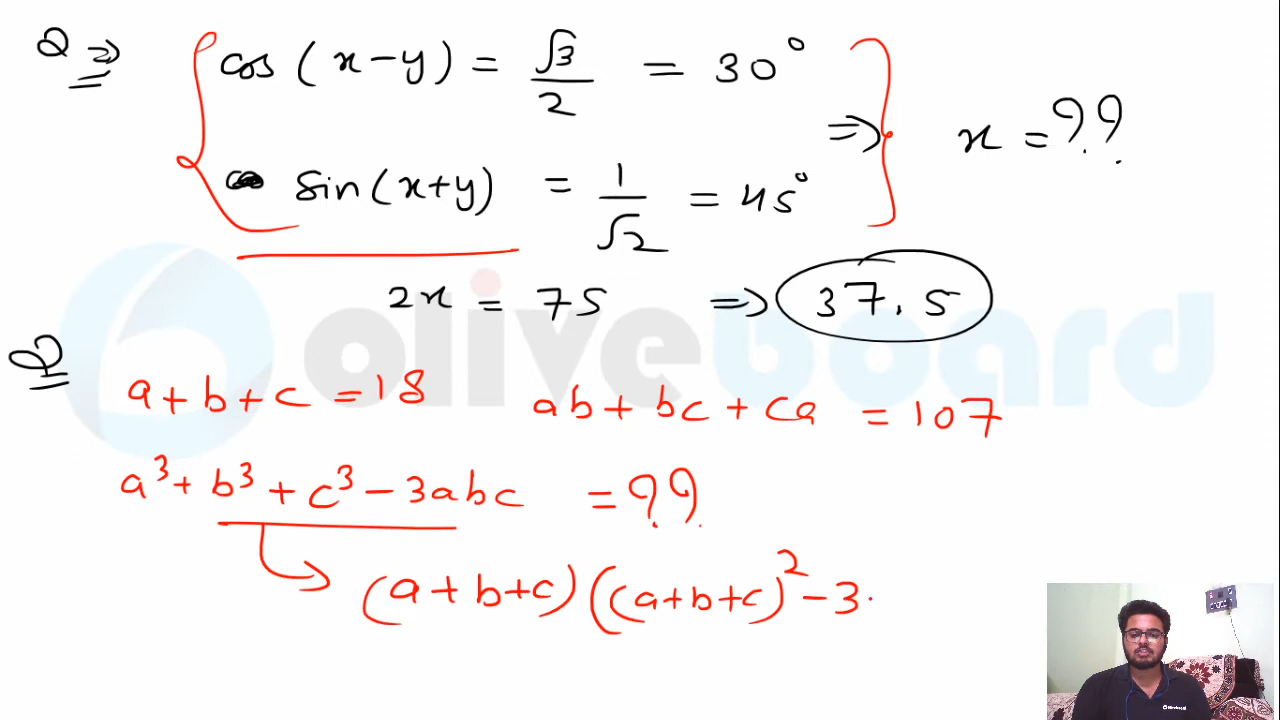 Q ⇒ cos (x-y) = √3/2 = 30°
sin(x+y) = 1/√2 = 45° ⇒ x = ??
2x = 75 ⇒ 37.5
Q
a+b+c = 18 ab+bc+ca = 107
a³+b³+c³-3abc = ??
(a+b+c)((a+b+c)²-3.
oliveboard